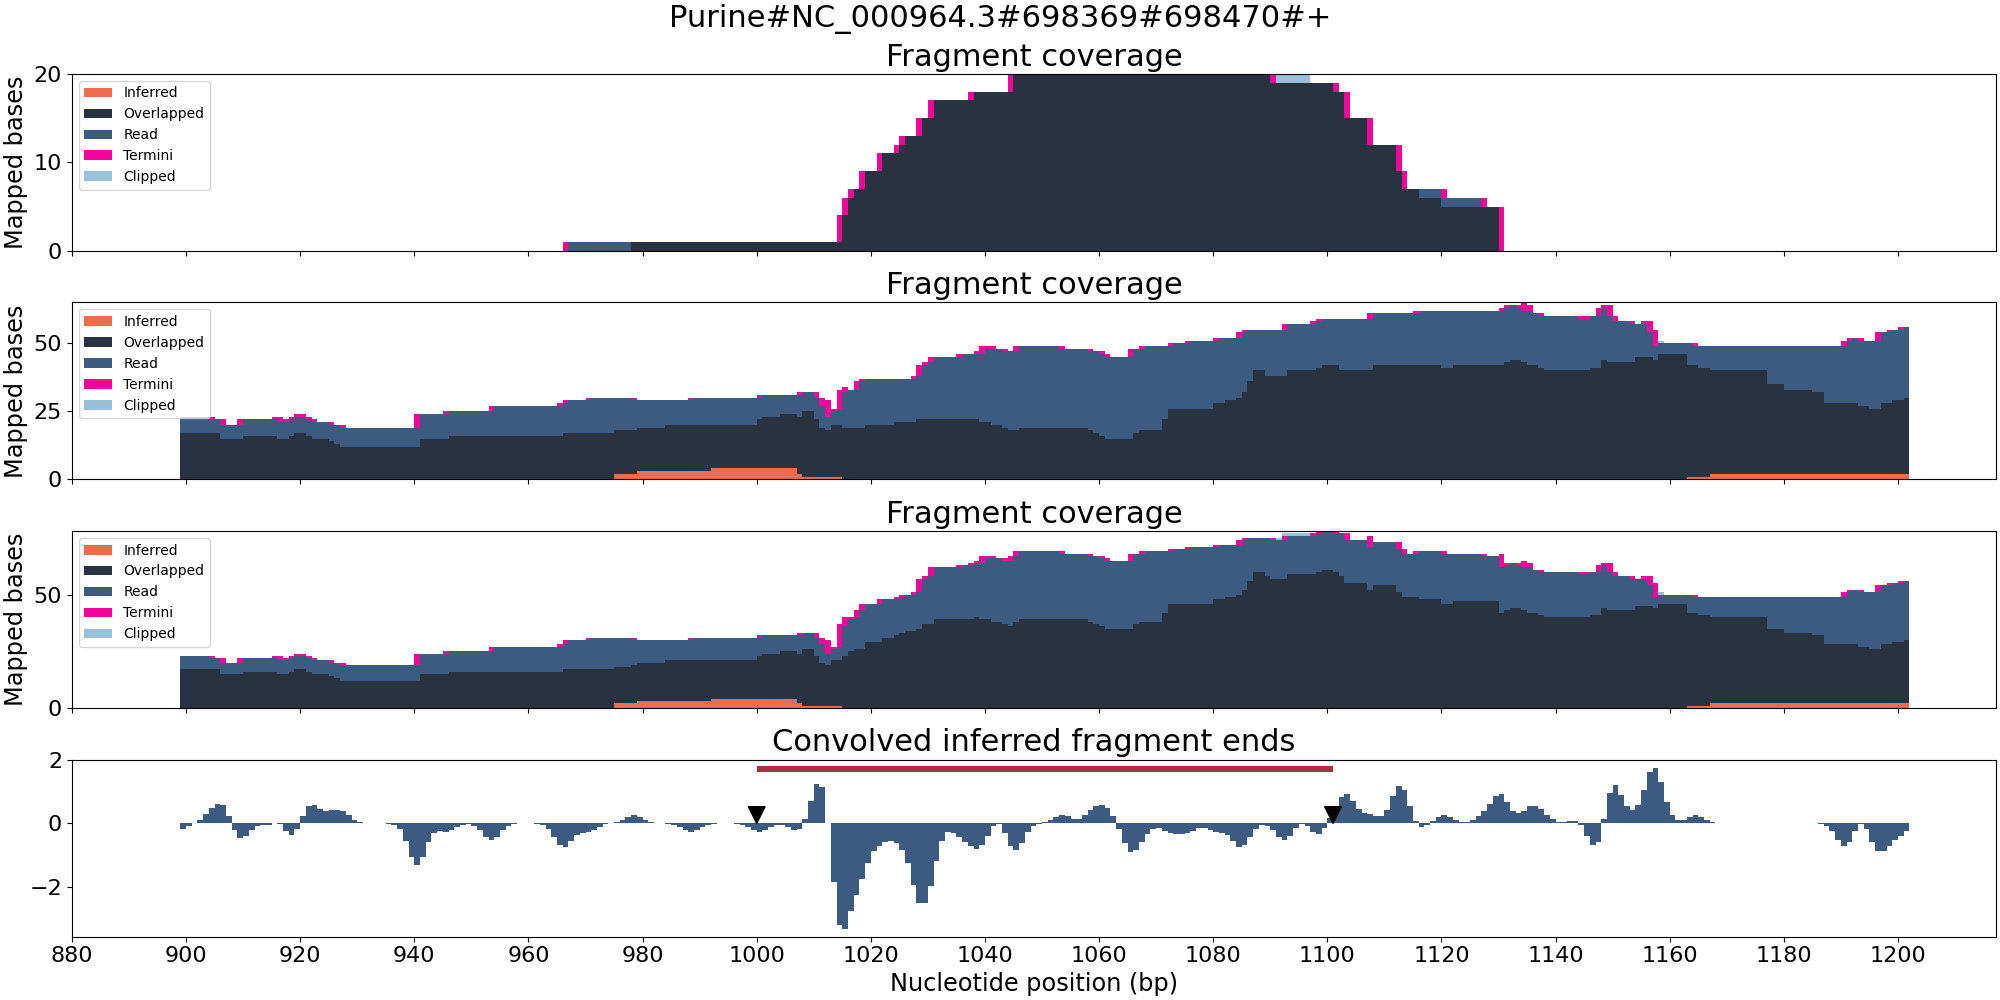 Purine#NC_000964.3#698369#698470#+
Fragment coverage
Mapped bases
20
10
0
Inferred
Overlapped
Read
Termini
Clipped
Fragment coverage
Mapped bases
50
25
0
Inferred
Overlapped
Read
Termini
Clipped
Fragment coverage
Mapped bases
50
0
Inferred
Overlapped
Read
Termini
Clipped
Convolved inferred fragment ends
2
0
−2
880 900 920 940 960 980 1000 1020 1040 1060 1080 1100 1120 1140 1160 1180 1200
Nucleotide position (bp)